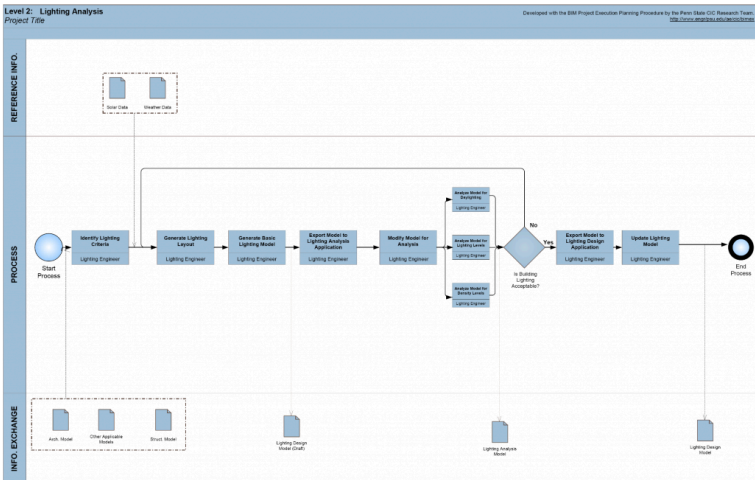 Level 2: Lighting Analysis
Project Title
Developed with the BIM Project Execution Planning Procedure by the Penn State CIC Research Team.
REFERENCE INFO.
Solar Data
Weather Data
PROCESS
Start
Process
Identify Lighting
Criteria
Lighting Engineer
Generate Lighting
Layout
Lighting Engineer
Generate Basic
Lighting Model
Lighting Engineer
Export Model to
Lighting Analysis
Application
Lighting Engineer
Modify Model for
Analysis
Lighting Engineer
Analyze Model for
Daylighting
Lighting Engineer
Analyze Model for
Lighting Levels
Lighting Engineer
Analyze Model for
Density Levels
Lighting Engineer
No
Yes
Is Building
Lighting
Acceptable?
Export Model to
Lighting Design
Application
Lighting Engineer
Update Lighting
Model
Lighting Engineer
End
Process
INFO. EXCHANGE
Arch. Model
Other Applicable
Models
Struct. Model
Lighting Design
Model (Draft)
Lighting Analysis
Model
Lighting Design
Model